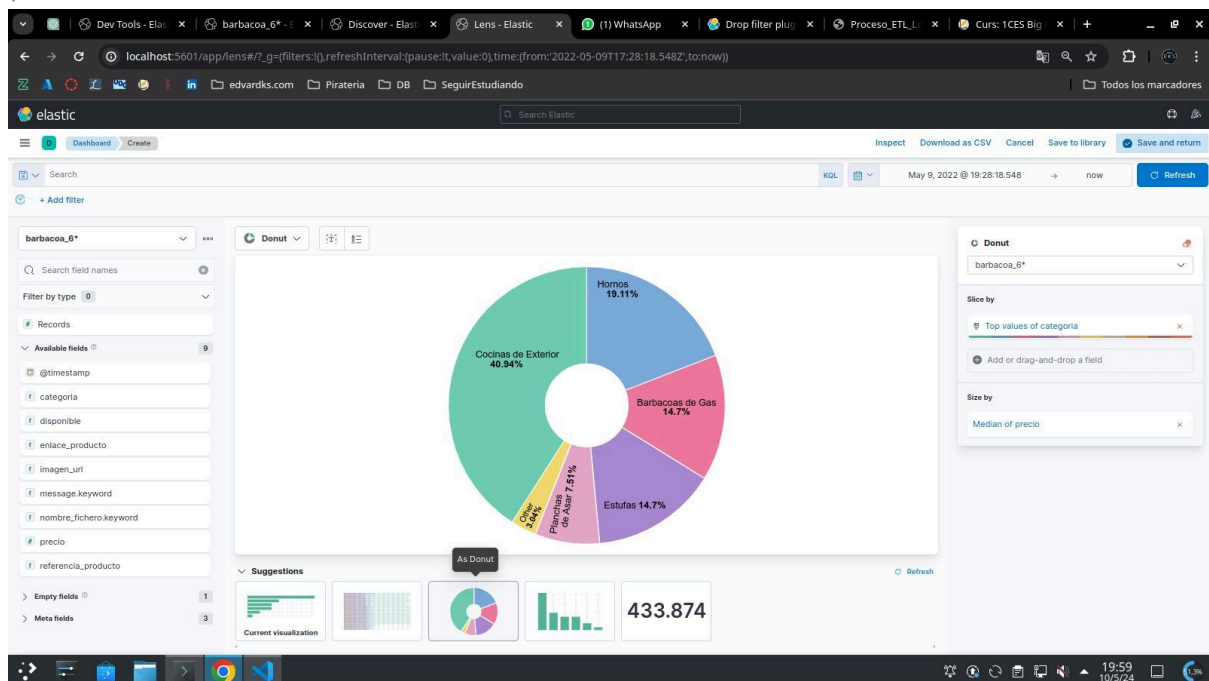 Dev Tools - Elas
barbacoa_6* - E
Discover - Elasti
Lens - Elastic
(1) WhatsApp
Drop filter plug
Proceso_ETL_Lo
Curs: 1CES Big
localhost:5601/app/lens#/?_g=(filters:!(),refreshInterval:(pause:!t,value:0),time:(from:'2022-05-09T17:28:18.548Z',to:now))
edvardks.com
Pirateria
DB
SeguirEstudiando
Todos los marcadores
elastic
Search Elastic
D
Dashboard
Create
Inspect
Download as CSV
Cancel
Save to library
Save and return
Search
KQL
May 9, 2022 @ 19:28:18.548
→
now
Refresh
+ Add filter
barbacoa_6*
Search field names
Filter by type 0
Records
Available fields 9
@timestamp
categoria
disponible
enlace_producto
imagen_url
message.keyword
nombre_fichero.keyword
precio
referencia_producto
Empty fields 1
Meta fields 3
Donut
Hornos
19.11%
Cocinas de Exterior
40.94%
Barbacoas de Gas
14.7%
Estufas 14.7%
Planchas 7.51%
de Asar
Other
3.04%
As Donut
Suggestions
Refresh
Current visualization
433.874
Donut
barbacoa_6*
Slice by
Top values of categoria
Add or drag-and-drop a field
Size by
Median of precio
19:59
10/5/24